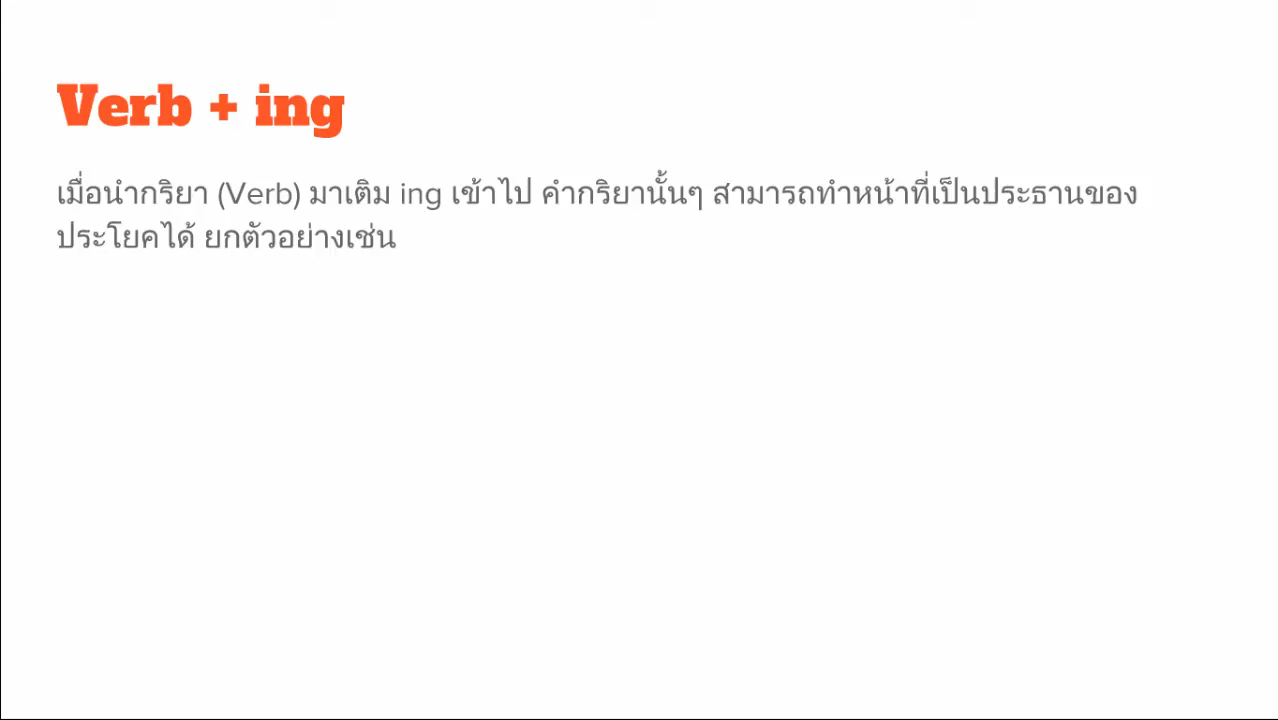 Verb + ing
เมื่อนำกริยา (Verb) มาเติม ing เข้าไป คำกริยานั้นๆ สามารถทำหน้าที่เป็นประธานของ
ประโยคได้ ยกตัวอย่างเช่น